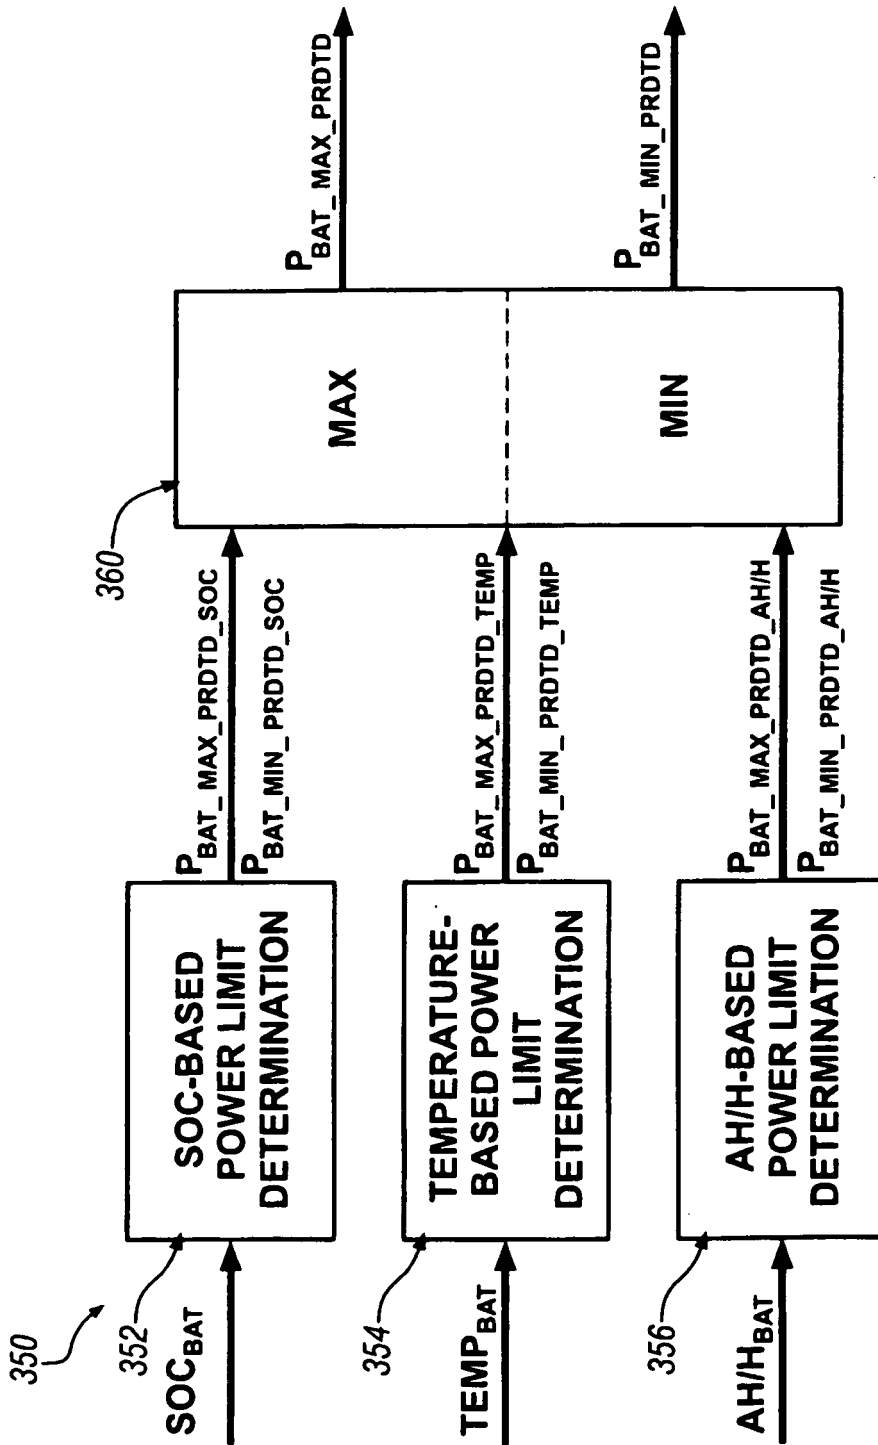 350
SOC_BAT
352
SOC-BASED
POWER LIMIT
DETERMINATION
P_BAT_MAX_PRDTD_SOC
P_BAT_MIN_PRDTD_SOC
TEMP_BAT
354
TEMPERATURE-
BASED POWER
LIMIT
DETERMINATION
P_BAT_MAX_PRDTD_TEMP
P_BAT_MIN_PRDTD_TEMP
AH/H_BAT
356
AH/H-BASED
POWER LIMIT
DETERMINATION
P_BAT_MAX_PRDTD_AH/H
P_BAT_MIN_PRDTD_AH/H
360
MAX
MIN
P_BAT_MAX_PRDTD
P_BAT_MIN_PRDTD